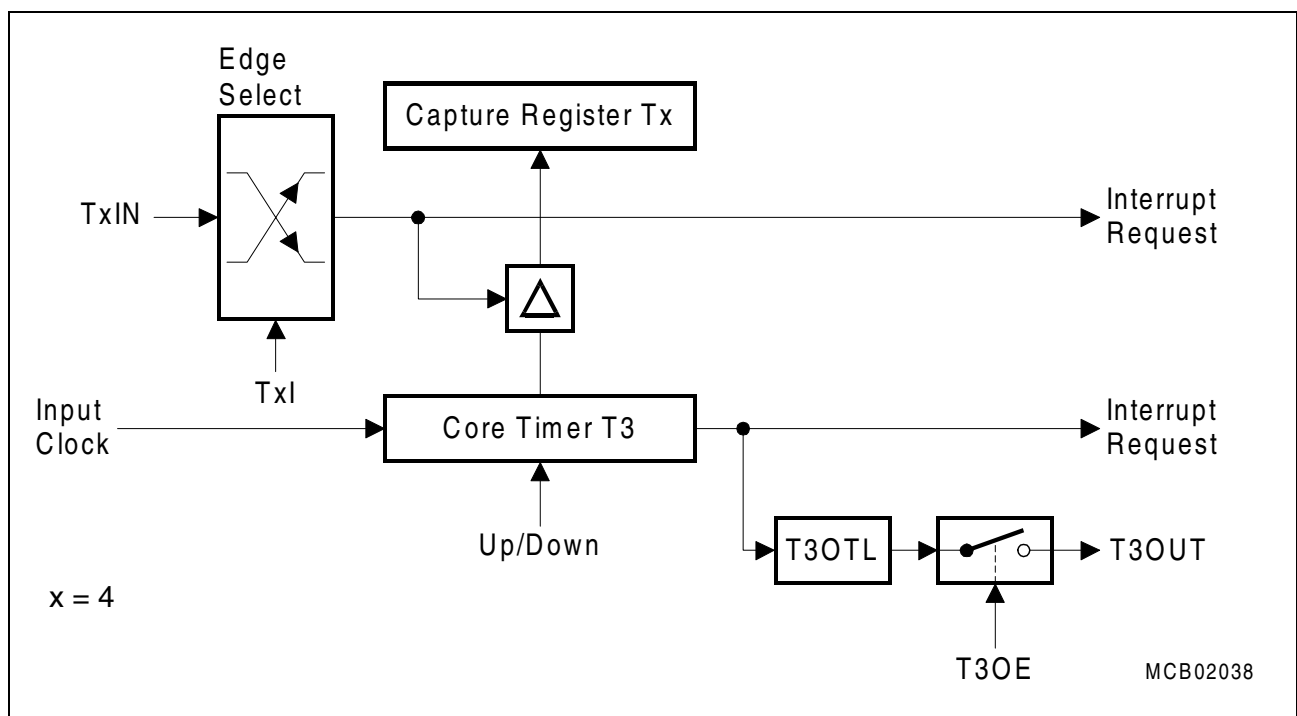 Edge
Select
Capture Register Tx
TxIN
Interrupt
Request
TxI
Input
Clock
Core Timer T3
Interrupt
Request
Up/Down
T3OTL
T3OUT
x = 4
T3OE
MCB02038